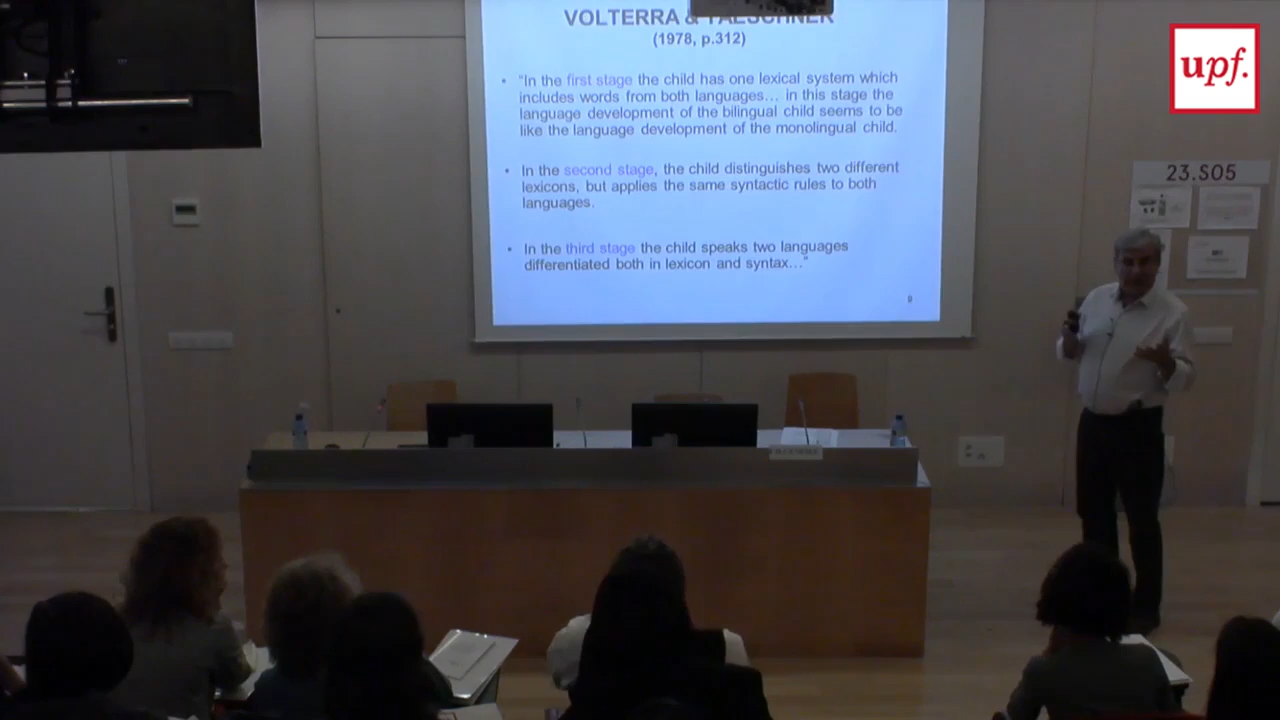 VOLTERRA & TAESCHNER
(1978, p.312)
upf.
• "In the first stage the child has one lexical system which
includes words from both languages… in this stage the
language development of the bilingual child seems to be
like the language development of the monolingual child.
23.S05
• In the second stage, the child distinguishes two different
lexicons, but applies the same syntactic rules to both
languages.
• In the third stage the child speaks two languages
differentiated both in lexicon and syntax…"
9